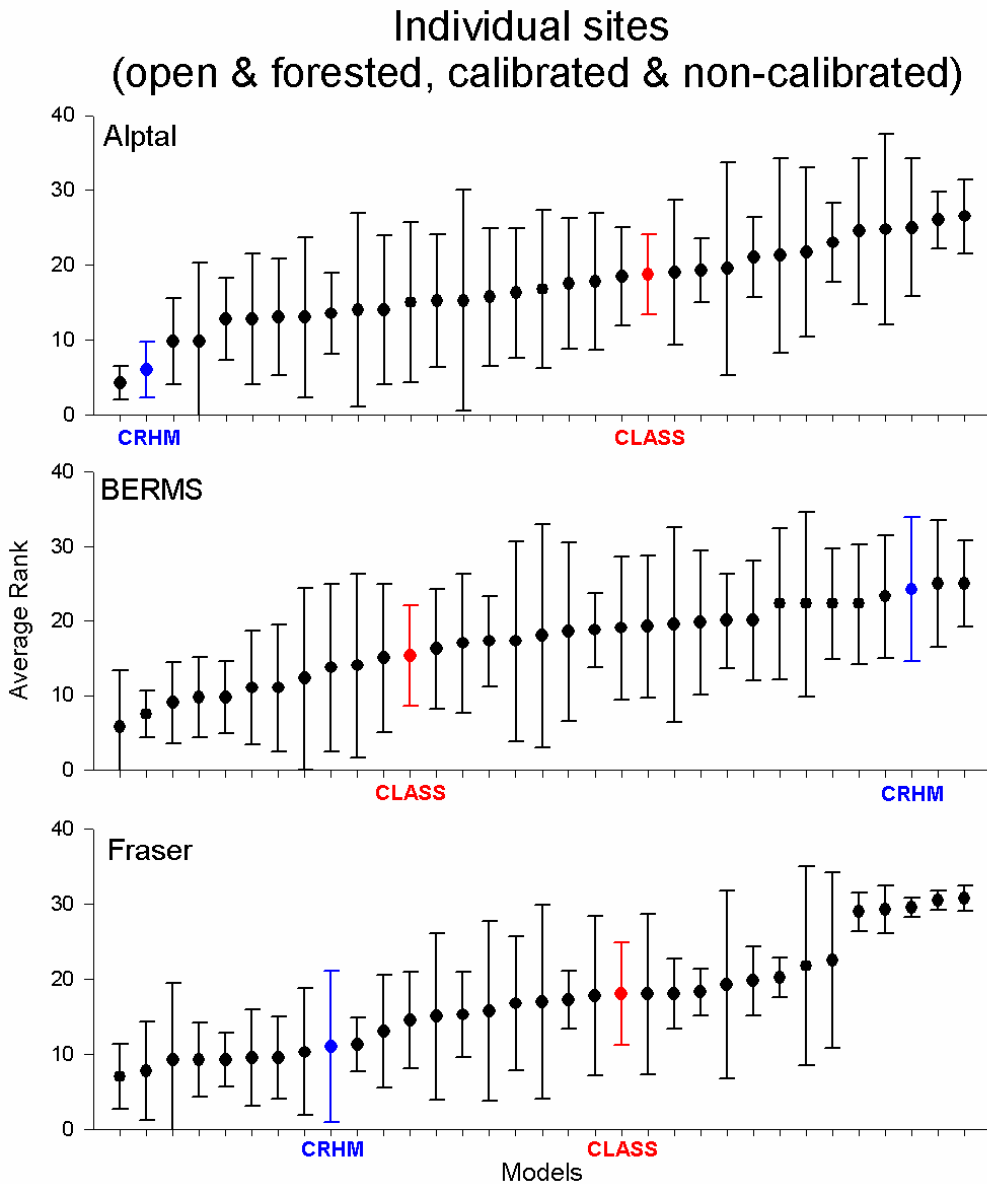 Individual sites
(open & forested, calibrated & non-calibrated)
Alptal
40
30
20
10
0
CRHM
CLASS
BERMS
40
30
20
10
0
CLASS
CRHM
Average Rank
Fraser
40
30
20
10
0
CRHM
CLASS
Models